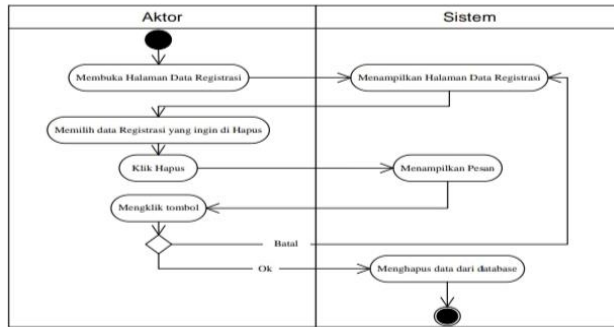 Aktor
Sistem
Membuka Halaman Data Registrasi
Menampilkan Halaman Data Registrasi
Memilih data Registrasi yang ingin di Hapus
Klik Hapus
Menampilkan Pesan
Mengklik tombol
Batal
Ok
Menghapus data dari database